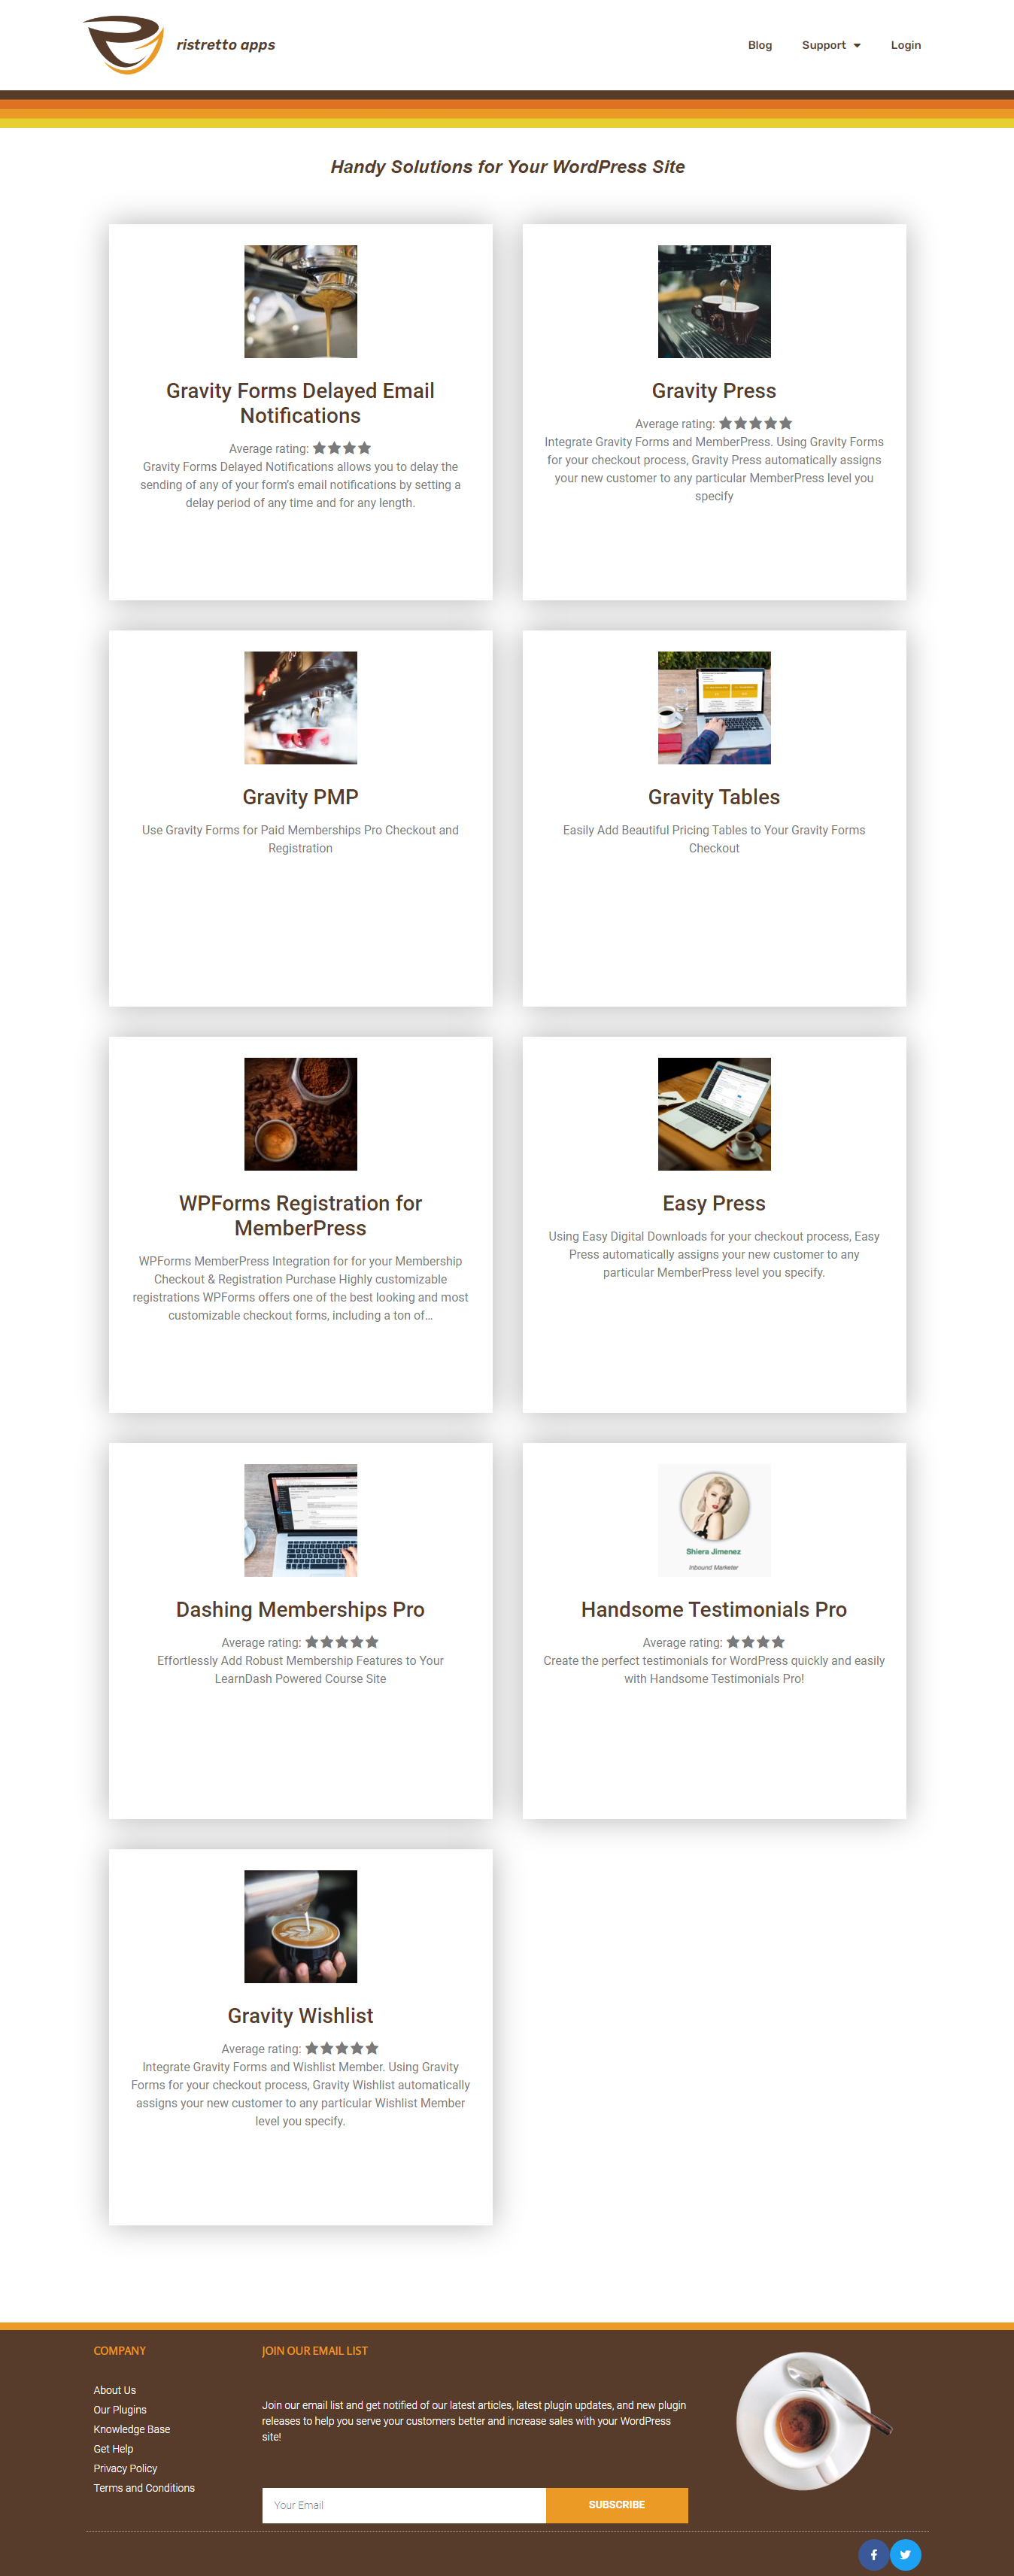 ristretto apps
Blog
Support
Login
Handy Solutions for Your WordPress Site
Gravity Forms Delayed Email
Notifications
Average rating:
Gravity Forms Delayed Notifications allows you to delay the
sending of any of your form's email notifications by setting a
delay period of any time and for any length.
Gravity Press
Average rating:
Integrate Gravity Forms and MemberPress. Using Gravity Forms
for your checkout process, Gravity Press automatically assigns
your new customer to any particular MemberPress level you
specify
Gravity PMP
Use Gravity Forms for Paid Memberships Pro Checkout and
Registration
Gravity Tables
Easily Add Beautiful Pricing Tables to Your Gravity Forms
Checkout
WPForms Registration for
MemberPress
WPForms MemberPress Integration for for your Membership
Checkout & Registration Purchase Highly customizable
registrations WPForms offers one of the best looking and most
customizable checkout forms, including a ton of...
Easy Press
Using Easy Digital Downloads for your checkout process, Easy
Press automatically assigns your new customer to any
particular MemberPress level you specify.
Dashing Memberships Pro
Average rating:
Effortlessly Add Robust Membership Features to Your
LearnDash Powered Course Site
Shiera Jimenez
Inbound Marketer
Handsome Testimonials Pro
Average rating:
Create the perfect testimonials for WordPress quickly and easily
with Handsome Testimonials Pro!
Gravity Wishlist
Average rating:
Integrate Gravity Forms and Wishlist Member. Using Gravity
Forms for your checkout process, Gravity Wishlist automatically
assigns your new customer to any particular Wishlist Member
level you specify.
COMPANY
About Us
Our Plugins
Knowledge Base
Get Help
Privacy Policy
Terms and Conditions
JOIN OUR EMAIL LIST
Join our email list and get notified of our latest articles, latest plugin updates, and new plugin
releases to help you serve your customers better and increase sales with your WordPress
site!
Your Email
SUBSCRIBE